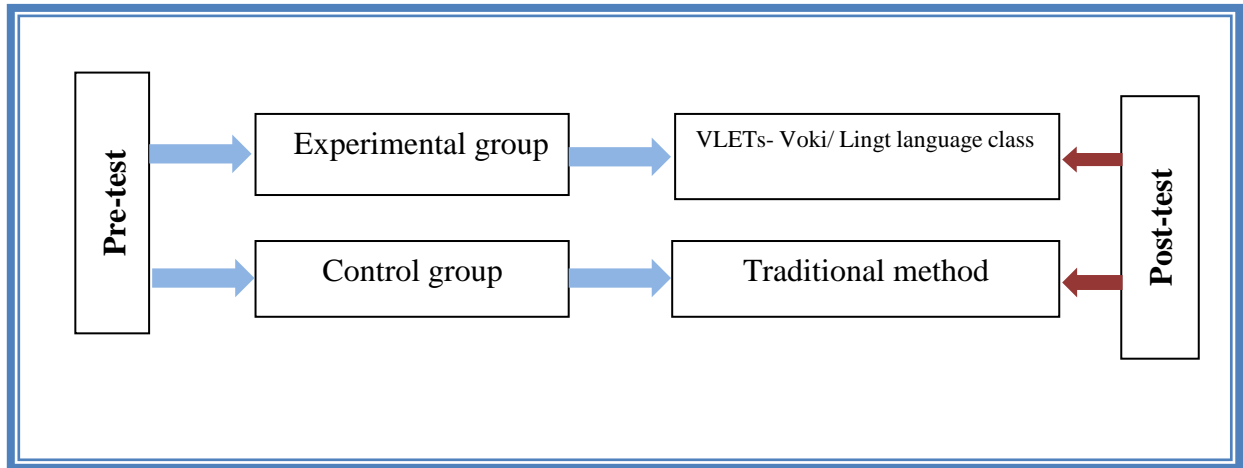 Pre-test
Experimental group
VLETs- Voki/ Lingt language class
Control group
Traditional method
Post-test